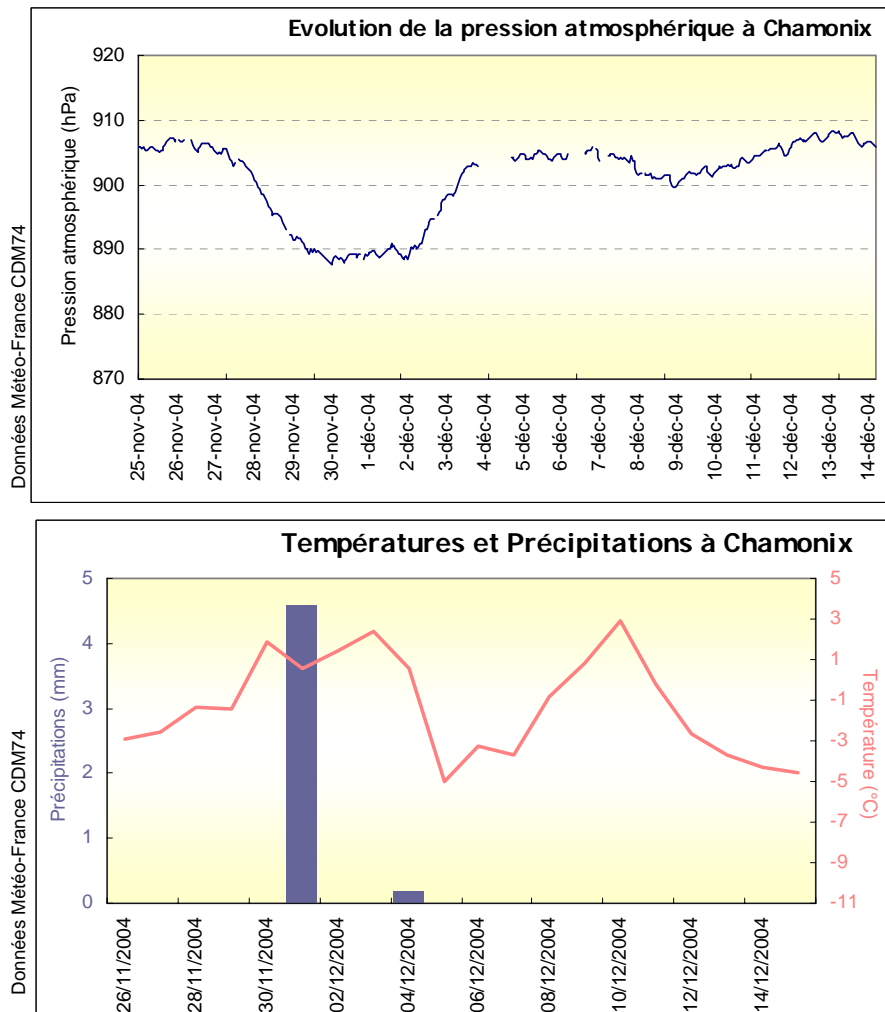 Evolution de la pression atmosphérique à Chamonix
Données Météo-France CDM74
Pression atmosphérique (hPa)
920
910
900
890
880
870
25-nov-04
26-nov-04
27-nov-04
28-nov-04
29-nov-04
30-nov-04
1-déc-04
2-déc-04
3-déc-04
4-déc-04
5-déc-04
6-déc-04
7-déc-04
8-déc-04
9-déc-04
10-déc-04
11-déc-04
12-déc-04
13-déc-04
14-déc-04
Températures et Précipitations à Chamonix
Données Météo-France CDM74
Précipitations (mm)
5
4
3
2
1
0
5
3
1
-1
-3
-5
-7
-9
-11
Température (°C)
26/11/2004
28/11/2004
30/11/2004
02/12/2004
04/12/2004
06/12/2004
08/12/2004
10/12/2004
12/12/2004
14/12/2004